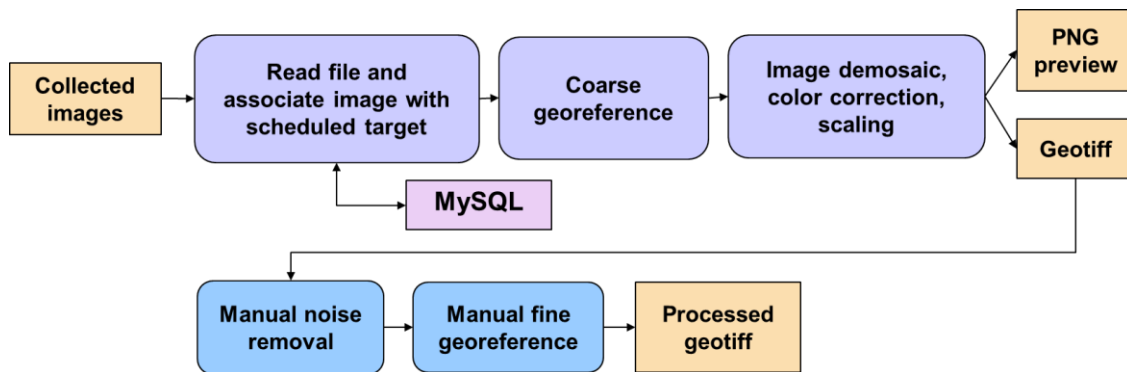 Collected
images
Read file and
associate image with
scheduled target
Coarse
georeference
Image demosaic,
color correction,
scaling
PNG
preview
Geotiff
MySQL
Manual noise
removal
Manual fine
georeference
Processed
geotiff